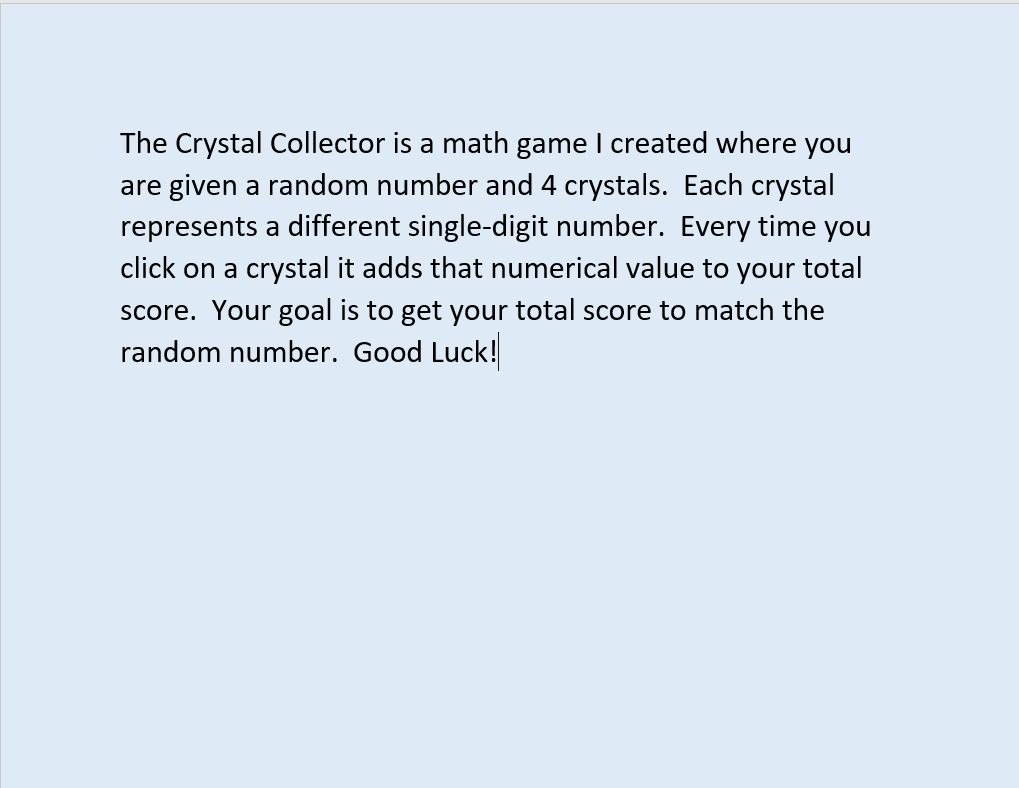 The Crystal Collector is a math game I created where you
are given a random number and 4 crystals.  Each crystal
represents a different single-digit number.  Every time you
click on a crystal it adds that numerical value to your total
score.  Your goal is to get your total score to match the
random number.  Good Luck!